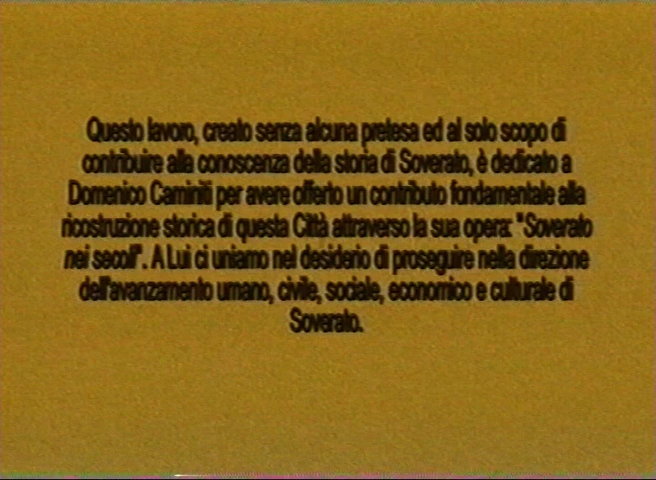 Questo lavoro, creato senza alcuna pretesa ed al solo scopo di
contribuire alla conoscenza della storia di Soverato, è dedicato a
Domenico Caminiti per avere offerto un contributo fondamentale alla
ricostruzione storica di questa Città attraverso la sua opera: "Soverato
nei secoli". A Lui ci uniamo nel desiderio di proseguire nella direzione
dell'avanzamento umano, civile, sociale, economico e culturale di
Soverato.